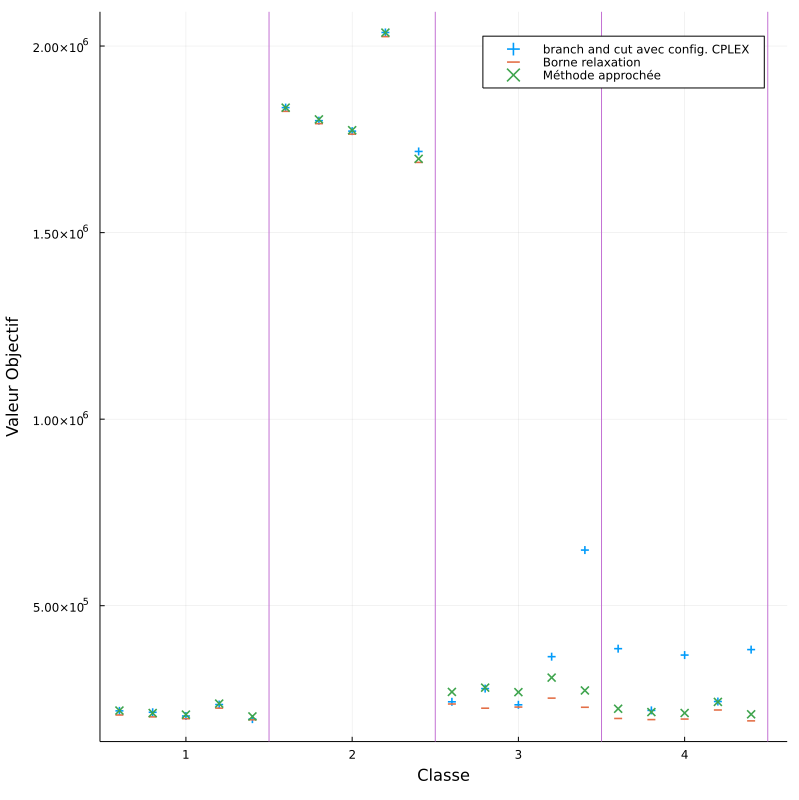 2.00×10⁶
branch and cut avec config. CPLEX
Borne relaxation
Méthode approchée
1.50×10⁶
1.00×10⁶
5.00×10⁵
Valeur Objectif
1 2 3 4
Classe